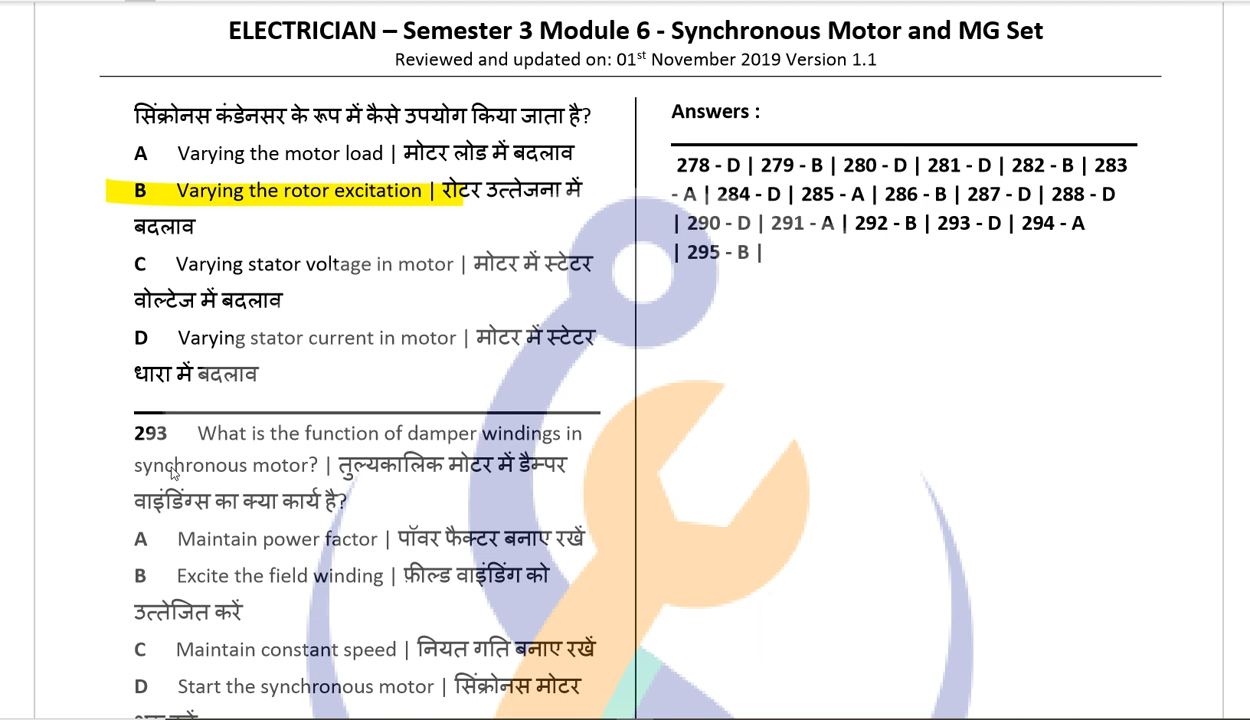 ELECTRICIAN – Semester 3 Module 6 - Synchronous Motor and MG Set
Reviewed and updated on: 01st November 2019 Version 1.1
सिंक्रोनस कंडेनसर के रूप में कैसे उपयोग किया जाता है?
A Varying the motor load | मोटर लोड में बदलाव
B Varying the rotor excitation | रोटर उत्तेजना में
बदलाव
C Varying stator voltage in motor | मोटर में स्टेटर
वोल्टेज में बदलाव
D Varying stator current in motor | मोटर में स्टेटर
धारा में बदलाव
293 What is the function of damper windings in
synchronous motor? | तुल्यकालिक मोटर में डैम्पर
वाइंडिंग्स का क्या कार्य है?
A Maintain power factor | पॉवर फैक्टर बनाए रखें
B Excite the field winding | फ़ील्ड वाइंडिंग को
उत्तेजित करें
C Maintain constant speed | नियत गति बनाए रखें
D Start the synchronous motor | सिंक्रोनस मोटर
Answers :
278 - D | 279 - B | 280 - D | 281 - D | 282 - B | 283
- A | 284 - D | 285 - A | 286 - B | 287 - D | 288 - D
| 290 - D | 291 - A | 292 - B | 293 - D | 294 - A
| 295 - B |